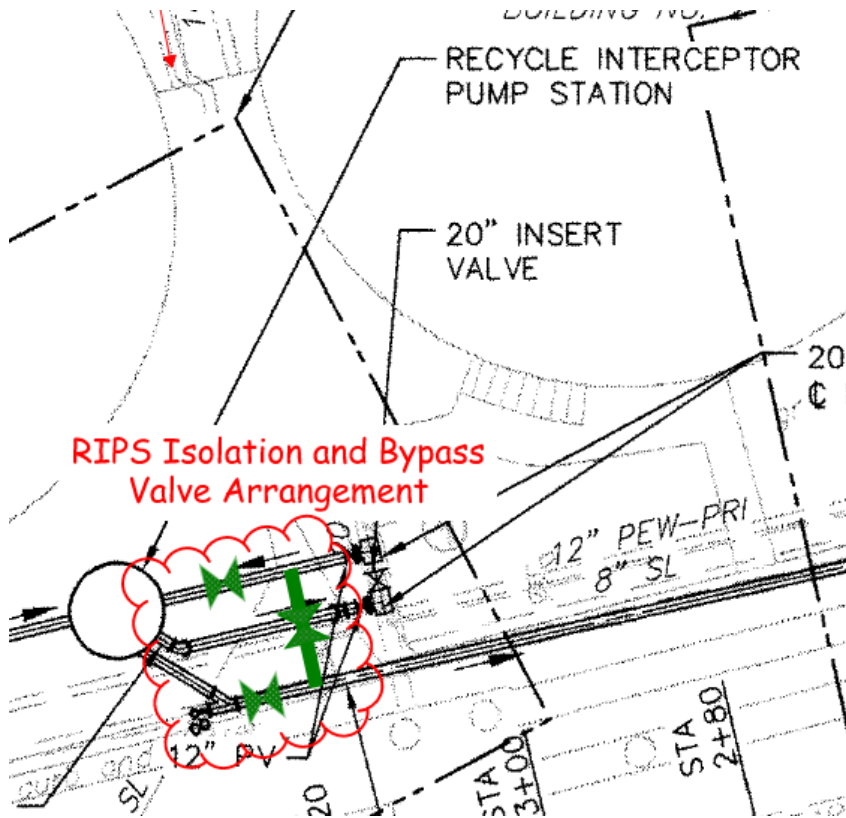 BUILDING NO.
RECYCLE INTERCEPTOR
PUMP STATION
20" INSERT
VALVE
20
℄
RIPS Isolation and Bypass
Valve Arrangement
12" PEW-PRI
8" SL
12" PV
SL
20
STA
3+00
STA
2+80